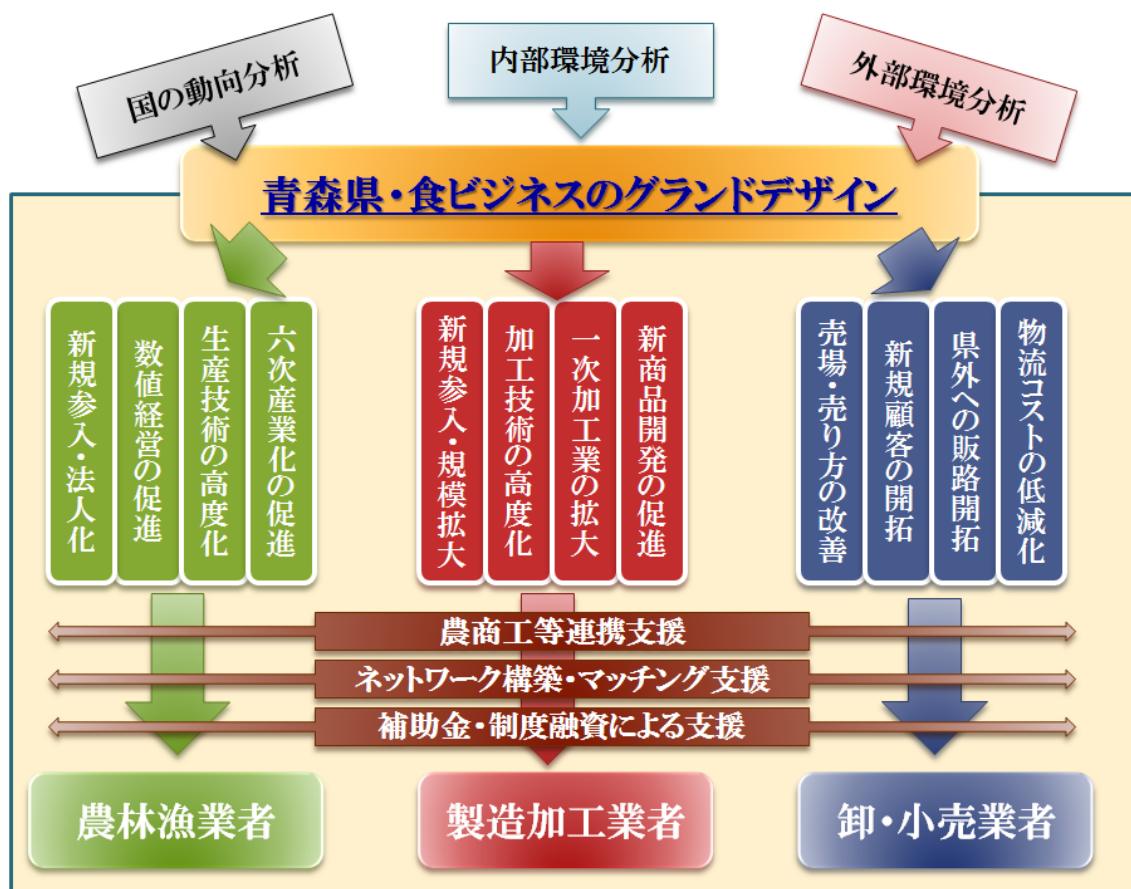 国の動向分析
内部環境分析
外部環境分析
青森県・食ビジネスのグランドデザイン
新規参入・法人化
数値経営の促進
生産技術の高度化
六次産業化の促進
新規参入・規模拡大
加工技術の高度化
一次加工業の拡大
新商品開発の促進
売場・売り方の改善
新規顧客の開拓
県外への販路開拓
物流コストの低減化
農商工等連携支援
ネットワーク構築・マッチング支援
補助金・制度融資による支援
農林漁業者
製造加工業者
卸・小売業者